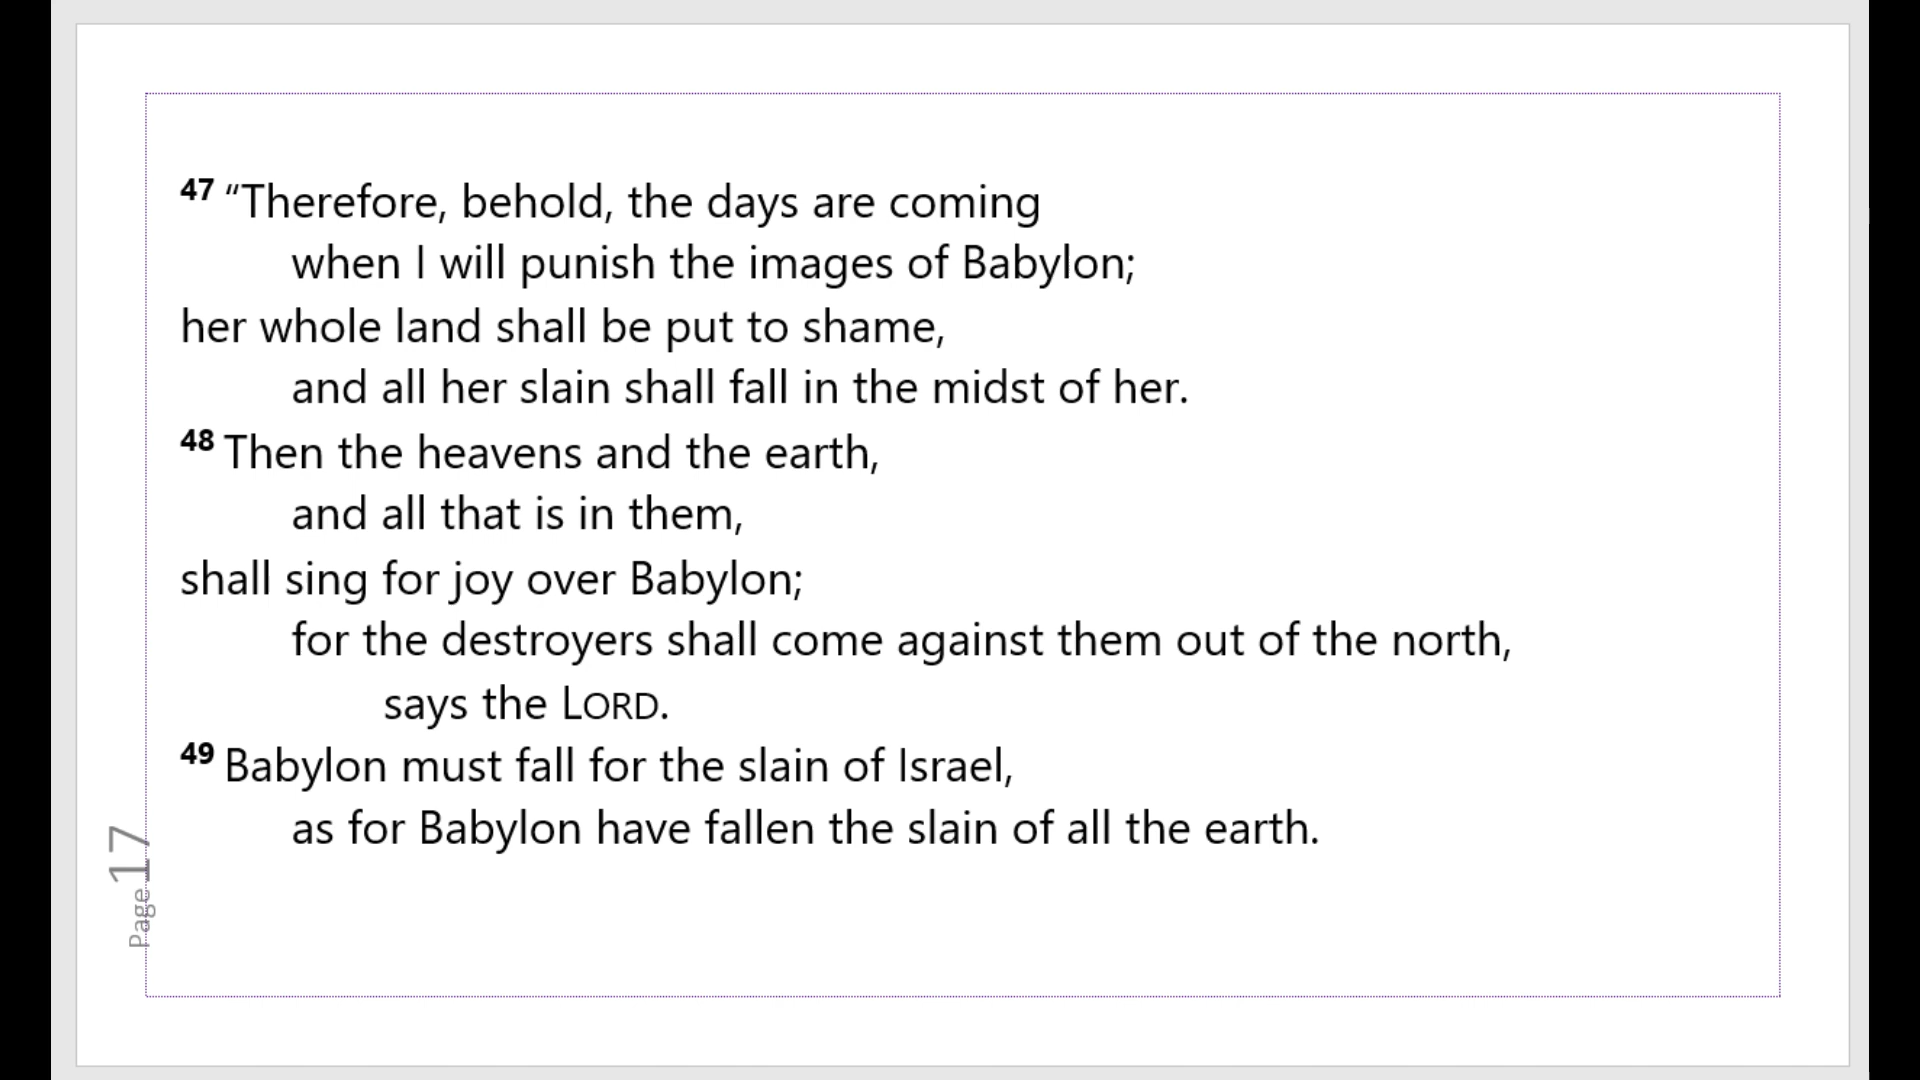 47 “Therefore, behold, the days are coming
when I will punish the images of Babylon;
her whole land shall be put to shame,
and all her slain shall fall in the midst of her.
48 Then the heavens and the earth,
and all that is in them,
shall sing for joy over Babylon;
for the destroyers shall come against them out of the north,
says the LORD.
49 Babylon must fall for the slain of Israel,
as for Babylon have fallen the slain of all the earth.
Page 17